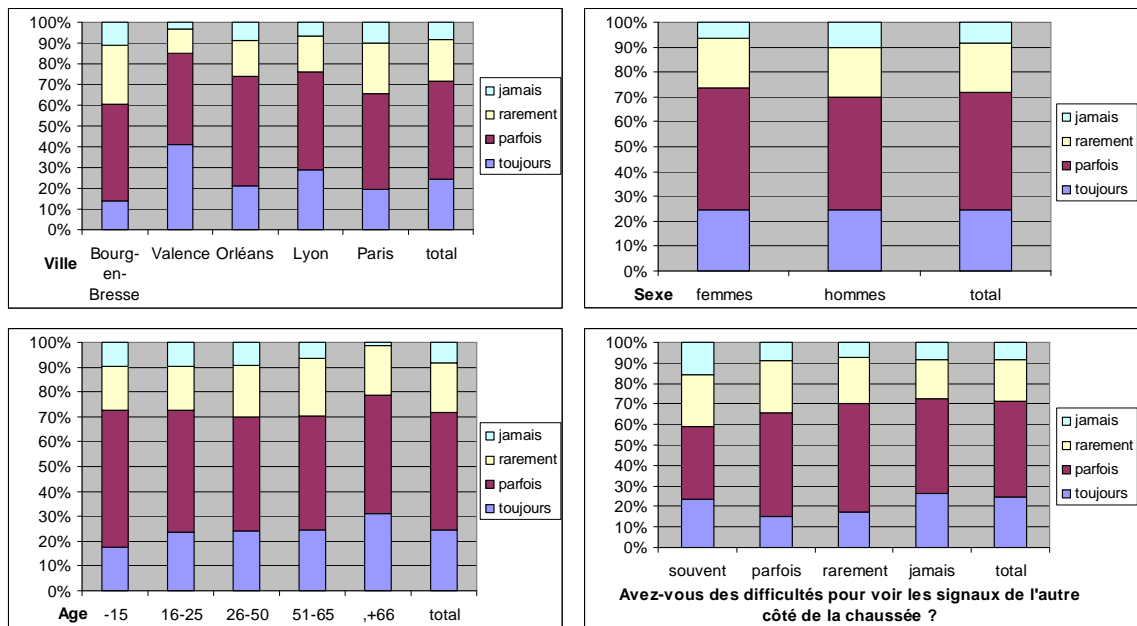 100%
90%
80%
70%
60%
50%
40%
30%
20%
10%
0%
Ville
Bourg-
en-
Bresse
Valence
Orléans
Lyon
Paris
total
jamais
rarement
parfois
toujours
100%
90%
80%
70%
60%
50%
40%
30%
20%
10%
0%
Sexe
femmes
hommes
total
jamais
rarement
parfois
toujours
100%
90%
80%
70%
60%
50%
40%
30%
20%
10%
0%
Age
-15
16-25
26-50
51-65
,+66
total
jamais
rarement
parfois
toujours
100%
90%
80%
70%
60%
50%
40%
30%
20%
10%
0%
souvent
parfois
rarement
jamais
total
Avez-vous des difficultés pour voir les signaux de l'autre
côté de la chaussée ?
jamais
rarement
parfois
toujours